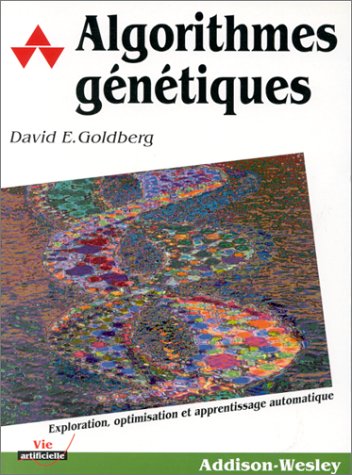 Algorithmes
génétiques
David E.Goldberg
Exploration, optimisation et apprentissage automatique
Vie
artificielle
Addison-Wesley